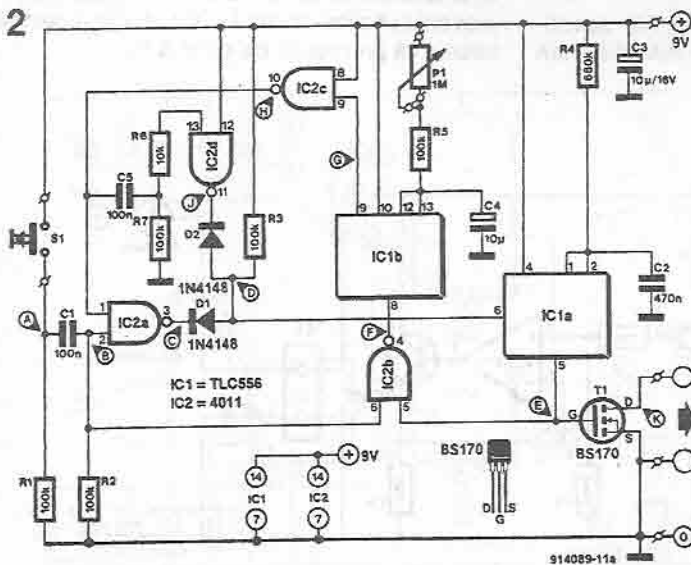 2
9V
R4
680k
C3
10µ/16V
P1
1M
10
H
IC2c
8
9
G
R6
10k
13
12
IC2d
11
J
R5
100k
C5
100n
R7
100k
D2
1N4148
R3
100k
D
9
10
12
13
IC1b
8
C4
10µ
S1
A
C1
100n
B
1
2
IC2a
3
C
D1
1N4148
F
4
IC2b
6
5
4
1
2
IC1a
6
5
C2
470n
IC1 = TLC556
IC2 = 4011
E
T1
G
D
S
K
BS170
BS170
D
G
S
R1
100k
R2
100k
14
14
9V
IC1
IC2
7
7
0
914089-11a